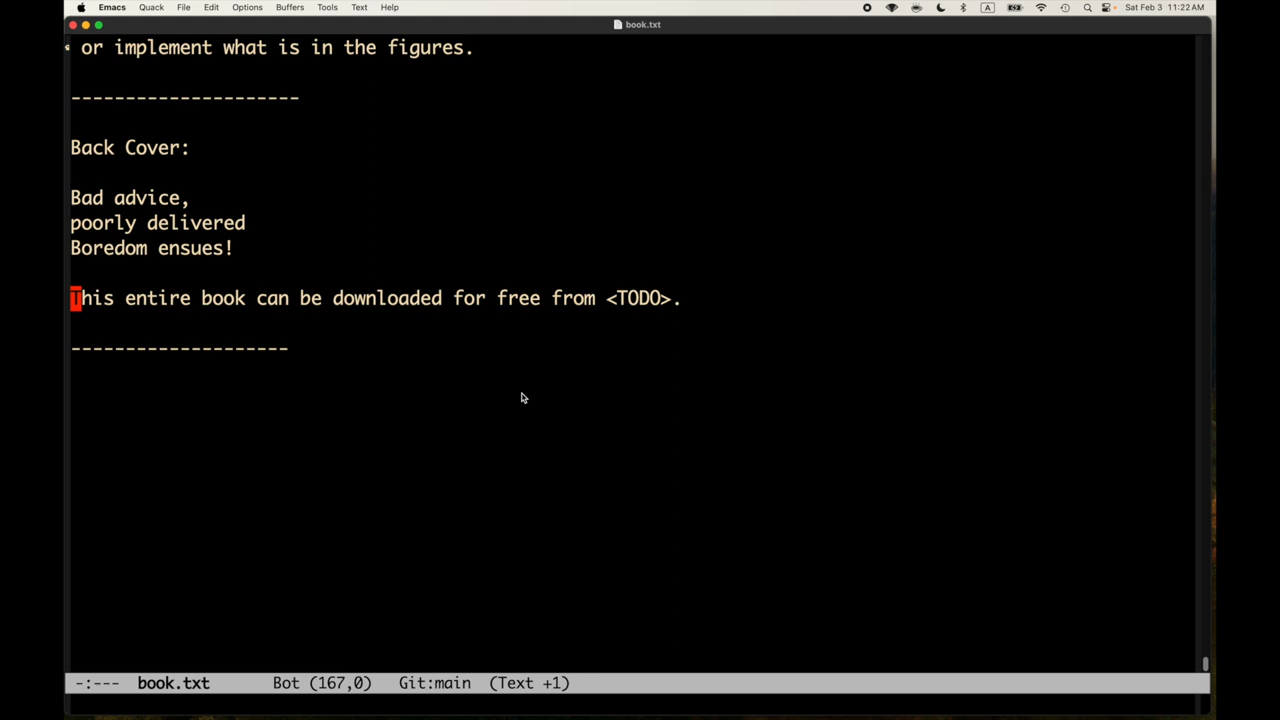 Emacs Quack File Edit Options Buffers Tools Text Help A Sat Feb 3 11:22 AM
book.txt
or implement what is in the figures.
---------------------
Back Cover:
Bad advice,
poorly delivered
Boredom ensues!
This entire book can be downloaded for free from <TODO>.
--------------------
-:--- book.txt Bot (167,0) Git:main (Text +1)